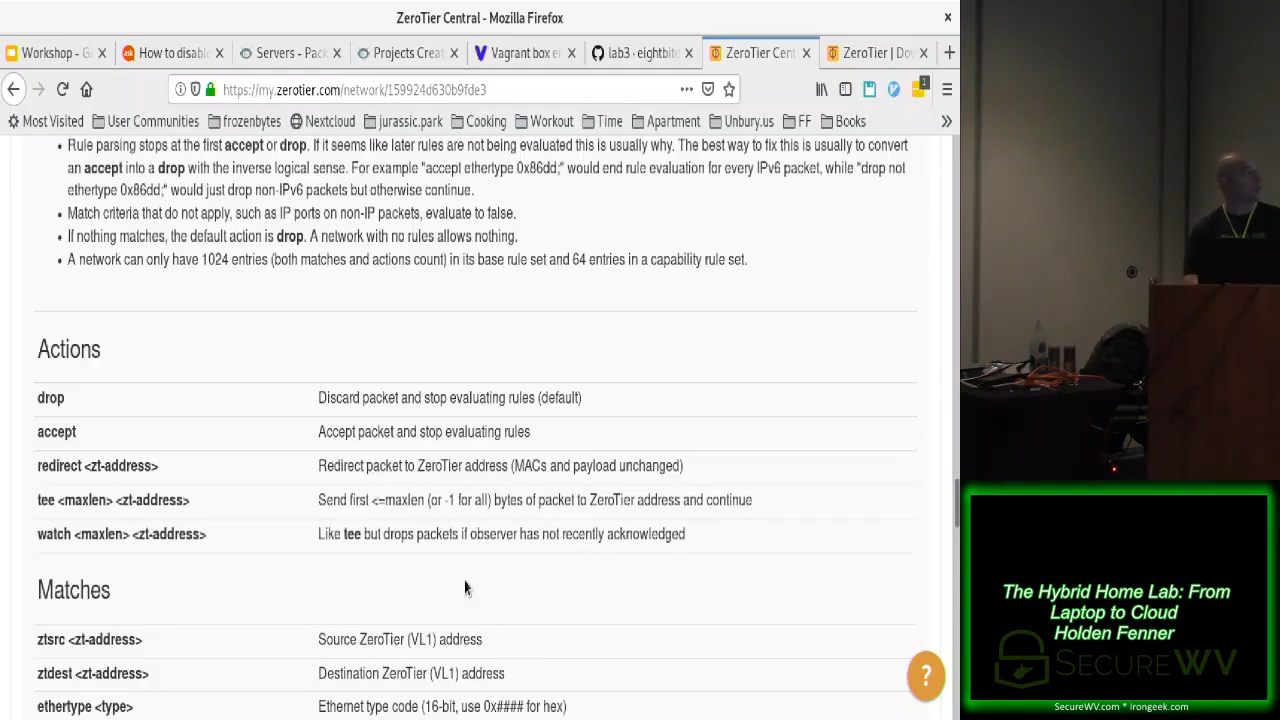 ZeroTier Central - Mozilla Firefox
Workshop - G
How to disabl
Servers - Pac
Projects Crea
Vagrant box e
lab3 · eightbit
ZeroTier Cent
ZeroTier | Do
https://my.zerotier.com/network/159924d630b9fde3
1
Most Visited
User Communities
frozenbytes
Nextcloud
jurassic.park
Cooking
Workout
Time
Apartment
Unbury.us
FF
Books
• Rule parsing stops at the first accept or drop. If it seems like later rules are not being evaluated this is usually why. The best way to fix this is usually to convert
an accept into a drop with the inverse logical sense. For example "accept ethertype 0x86dd;" would end rule evaluation for every IPv6 packet, while "drop not
ethertype 0x86dd;" would just drop non-IPv6 packets but otherwise continue.
• Match criteria that do not apply, such as IP ports on non-IP packets, evaluate to false.
• If nothing matches, the default action is drop. A network with no rules allows nothing.
• A network can only have 1024 entries (both matches and actions count) in its base rule set and 64 entries in a capability rule set.
Actions
drop Discard packet and stop evaluating rules (default)
accept Accept packet and stop evaluating rules
redirect <zt-address> Redirect packet to ZeroTier address (MACs and payload unchanged)
tee <maxlen> <zt-address> Send first <=maxlen (or -1 for all) bytes of packet to ZeroTier address and continue
watch <maxlen> <zt-address> Like tee but drops packets if observer has not recently acknowledged
Matches
ztsrc <zt-address> Source ZeroTier (VL1) address
ztdest <zt-address> Destination ZeroTier (VL1) address
ethertype <type> Ethernet type code (16-bit, use 0x#### for hex)
?
The Hybrid Home Lab: From
Laptop to Cloud
Holden Fenner
SECUREWV
SecureWV.com * irongeek.com